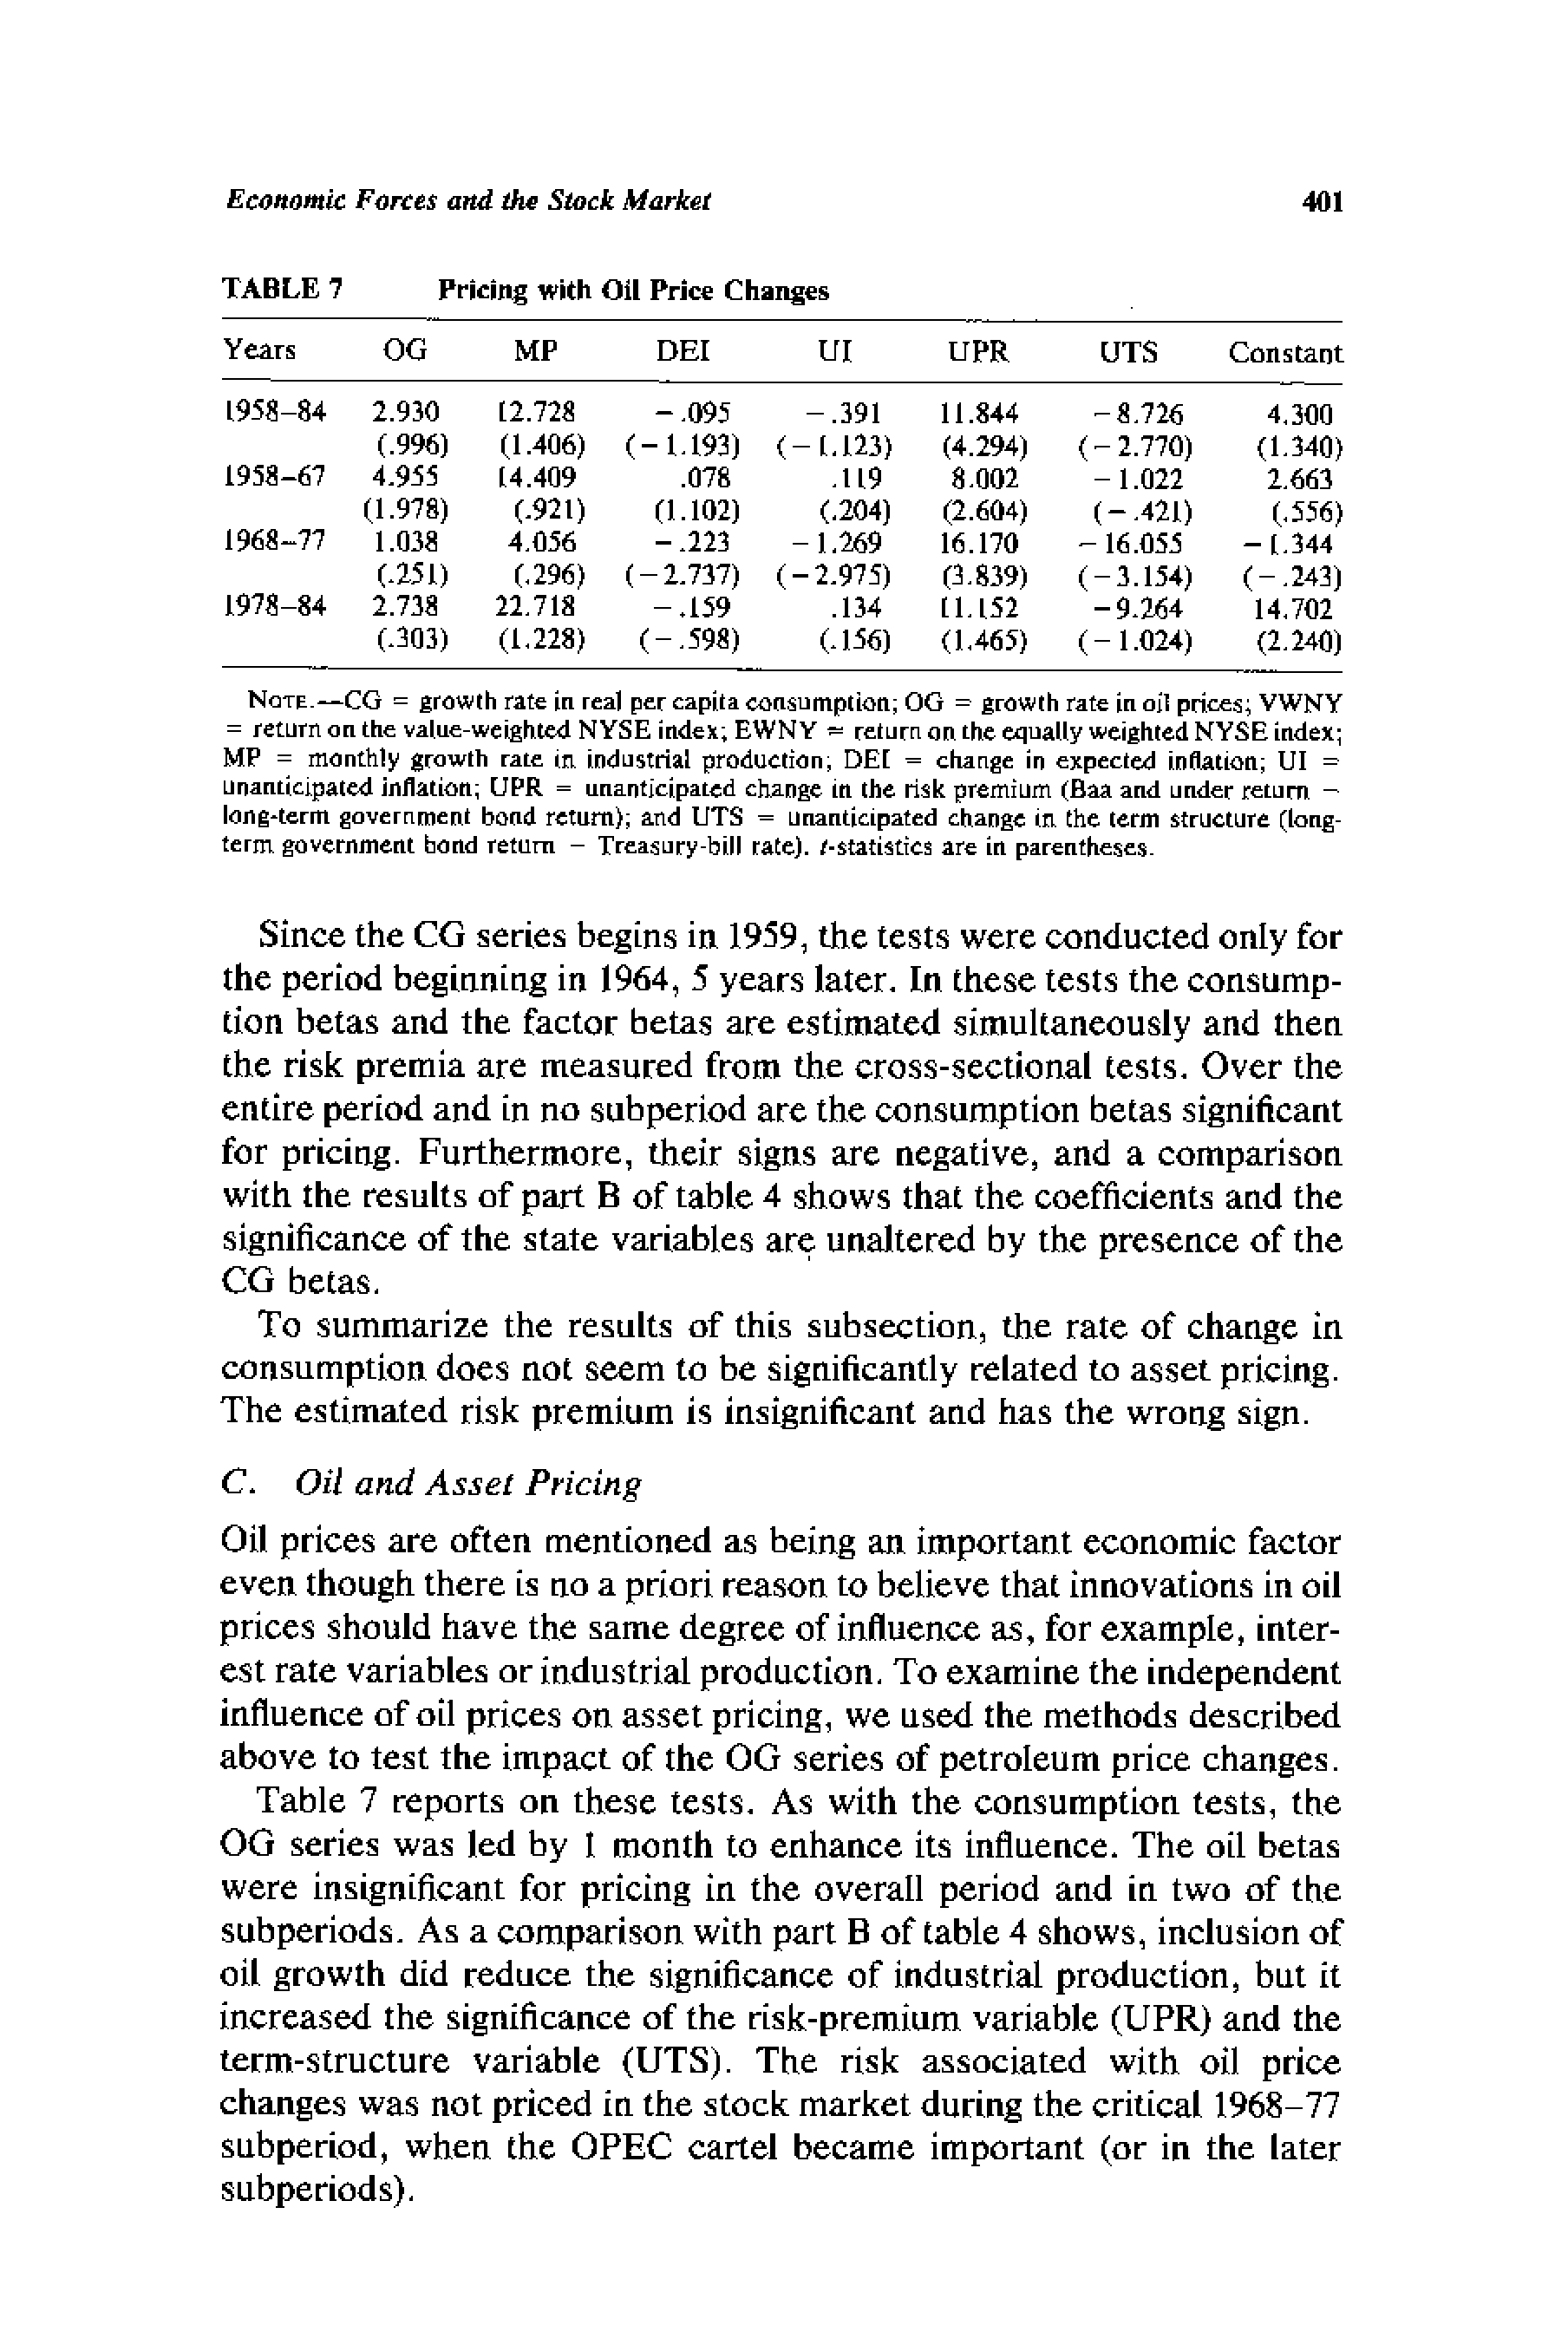 Economic Forces and the Stock Market 401
TABLE 7 Pricing with Oil Price Changes
Years OG MP DEI UI UPR UTS Constant
1958–84 2.930 12.728 −.095 −.391 11.844 −8.726 4.300
(.996) (1.406) (−1.193) (−1.123) (4.294) (−2.770) (1.340)
1958–67 4.955 14.409 .078 .119 8.002 −1.022 2.663
(1.978) (.921) (1.102) (.204) (2.604) (−.421) (.556)
1968–77 1.038 4.056 −.223 −1.269 16.170 −16.055 −1.344
(.251) (.296) (−2.737) (−2.975) (3.839) (−3.154) (−.243)
1978–84 2.738 22.718 −.159 .134 11.152 −9.264 14.702
(.303) (1.228) (−.598) (.156) (1.465) (−1.024) (2.240)
NOTE.—CG = growth rate in real per capita consumption; OG = growth rate in oil prices; VWNY
= return on the value-weighted NYSE index; EWNY = return on the equally weighted NYSE index;
MP = monthly growth rate in industrial production; DEI = change in expected inflation; UI =
unanticipated inflation; UPR = unanticipated change in the risk premium (Baa and under return −
long-term government bond return); and UTS = unanticipated change in the term structure (long-
term government bond return − Treasury-bill rate). t-statistics are in parentheses.
Since the CG series begins in 1959, the tests were conducted only for
the period beginning in 1964, 5 years later. In these tests the consump-
tion betas and the factor betas are estimated simultaneously and then
the risk premia are measured from the cross-sectional tests. Over the
entire period and in no subperiod are the consumption betas significant
for pricing. Furthermore, their signs are negative, and a comparison
with the results of part B of table 4 shows that the coefficients and the
significance of the state variables are unaltered by the presence of the
CG betas.
To summarize the results of this subsection, the rate of change in
consumption does not seem to be significantly related to asset pricing.
The estimated risk premium is insignificant and has the wrong sign.
C. Oil and Asset Pricing
Oil prices are often mentioned as being an important economic factor
even though there is no a priori reason to believe that innovations in oil
prices should have the same degree of influence as, for example, inter-
est rate variables or industrial production. To examine the independent
influence of oil prices on asset pricing, we used the methods described
above to test the impact of the OG series of petroleum price changes.
Table 7 reports on these tests. As with the consumption tests, the
OG series was led by 1 month to enhance its influence. The oil betas
were insignificant for pricing in the overall period and in two of the
subperiods. As a comparison with part B of table 4 shows, inclusion of
oil growth did reduce the significance of industrial production, but it
increased the significance of the risk-premium variable (UPR) and the
term-structure variable (UTS). The risk associated with oil price
changes was not priced in the stock market during the critical 1968–77
subperiod, when the OPEC cartel became important (or in the later
subperiods).